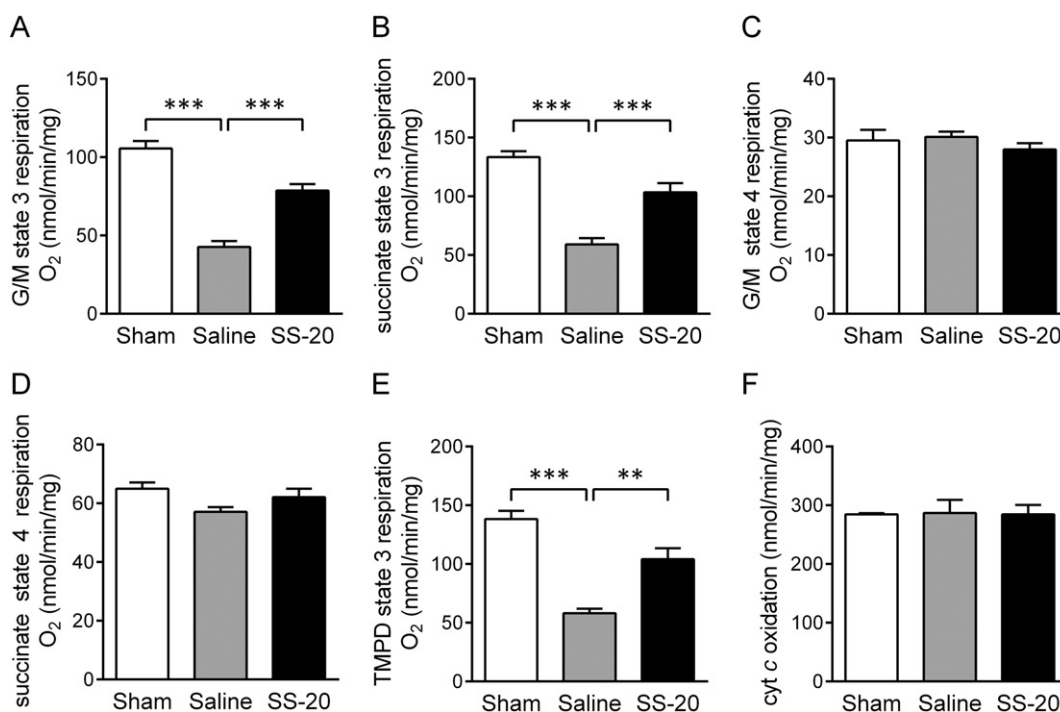 A
G/M state 3 respiration
O₂ (nmol/min/mg)
150
100
50
0
***
***
Sham
Saline
SS-20
B
succinate state 3 respiration
O₂ (nmol/min/mg)
200
150
100
50
0
***
***
Sham
Saline
SS-20
C
G/M state 4 respiration
O₂ (nmol/min/mg)
40
30
20
10
0
Sham
Saline
SS-20
D
succinate state 4 respiration
O₂ (nmol/min/mg)
80
60
40
20
0
Sham
Saline
SS-20
E
TMPD state 3 respiration
O₂ (nmol/min/mg)
200
150
100
50
0
***
**
Sham
Saline
SS-20
F
cyt c oxidation (nmol/min/mg)
400
300
200
100
0
Sham
Saline
SS-20